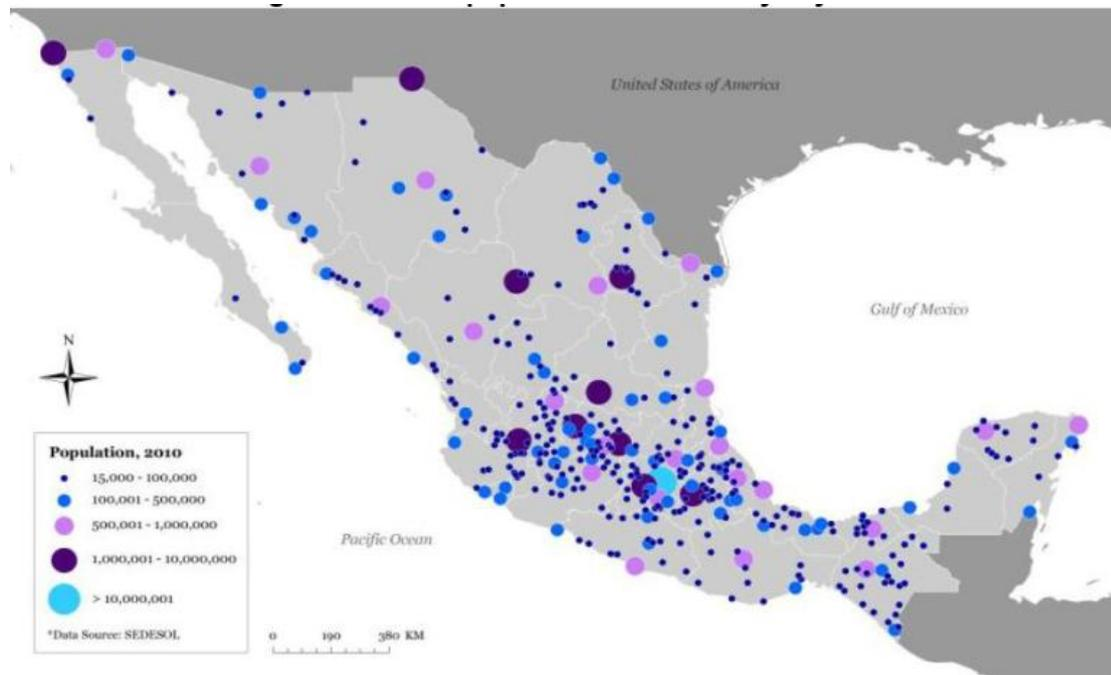 United States of America
Gulf of Mexico
N
Pacific Ocean
Population, 2010
15,000 - 100,000
100,001 - 500,000
500,001 - 1,000,000
1,000,001 - 10,000,000
> 10,000,001
*Data Source: SEDESOL
0 190 380 KM